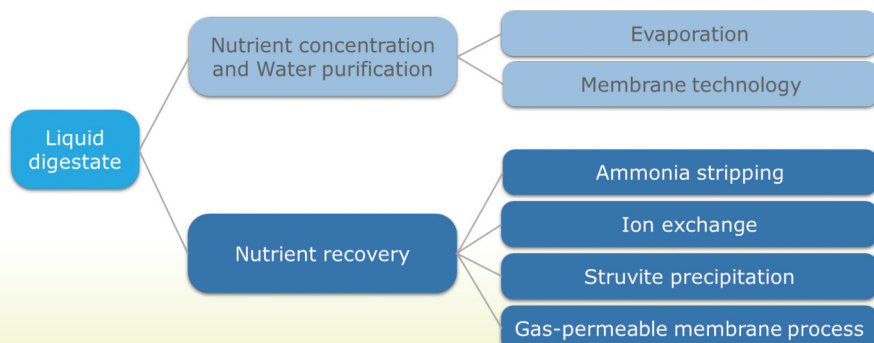 Liquid
digestate
Nutrient concentration
and Water purification
Evaporation
Membrane technology
Nutrient recovery
Ammonia stripping
Ion exchange
Struvite precipitation
Gas-permeable membrane process